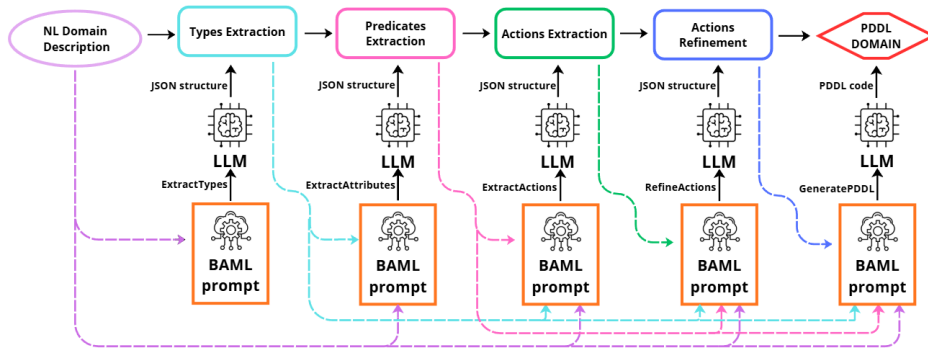 NL Domain
Description
Types Extraction
Predicates
Extraction
Actions Extraction
Actions
Refinement
PDDL
DOMAIN
JSON structure
JSON structure
JSON structure
JSON structure
PDDL code
LLM
LLM
LLM
LLM
LLM
ExtractTypes
ExtractAttributes
ExtractActions
RefineActions
GeneratePDDL
BAML
prompt
BAML
prompt
BAML
prompt
BAML
prompt
BAML
prompt